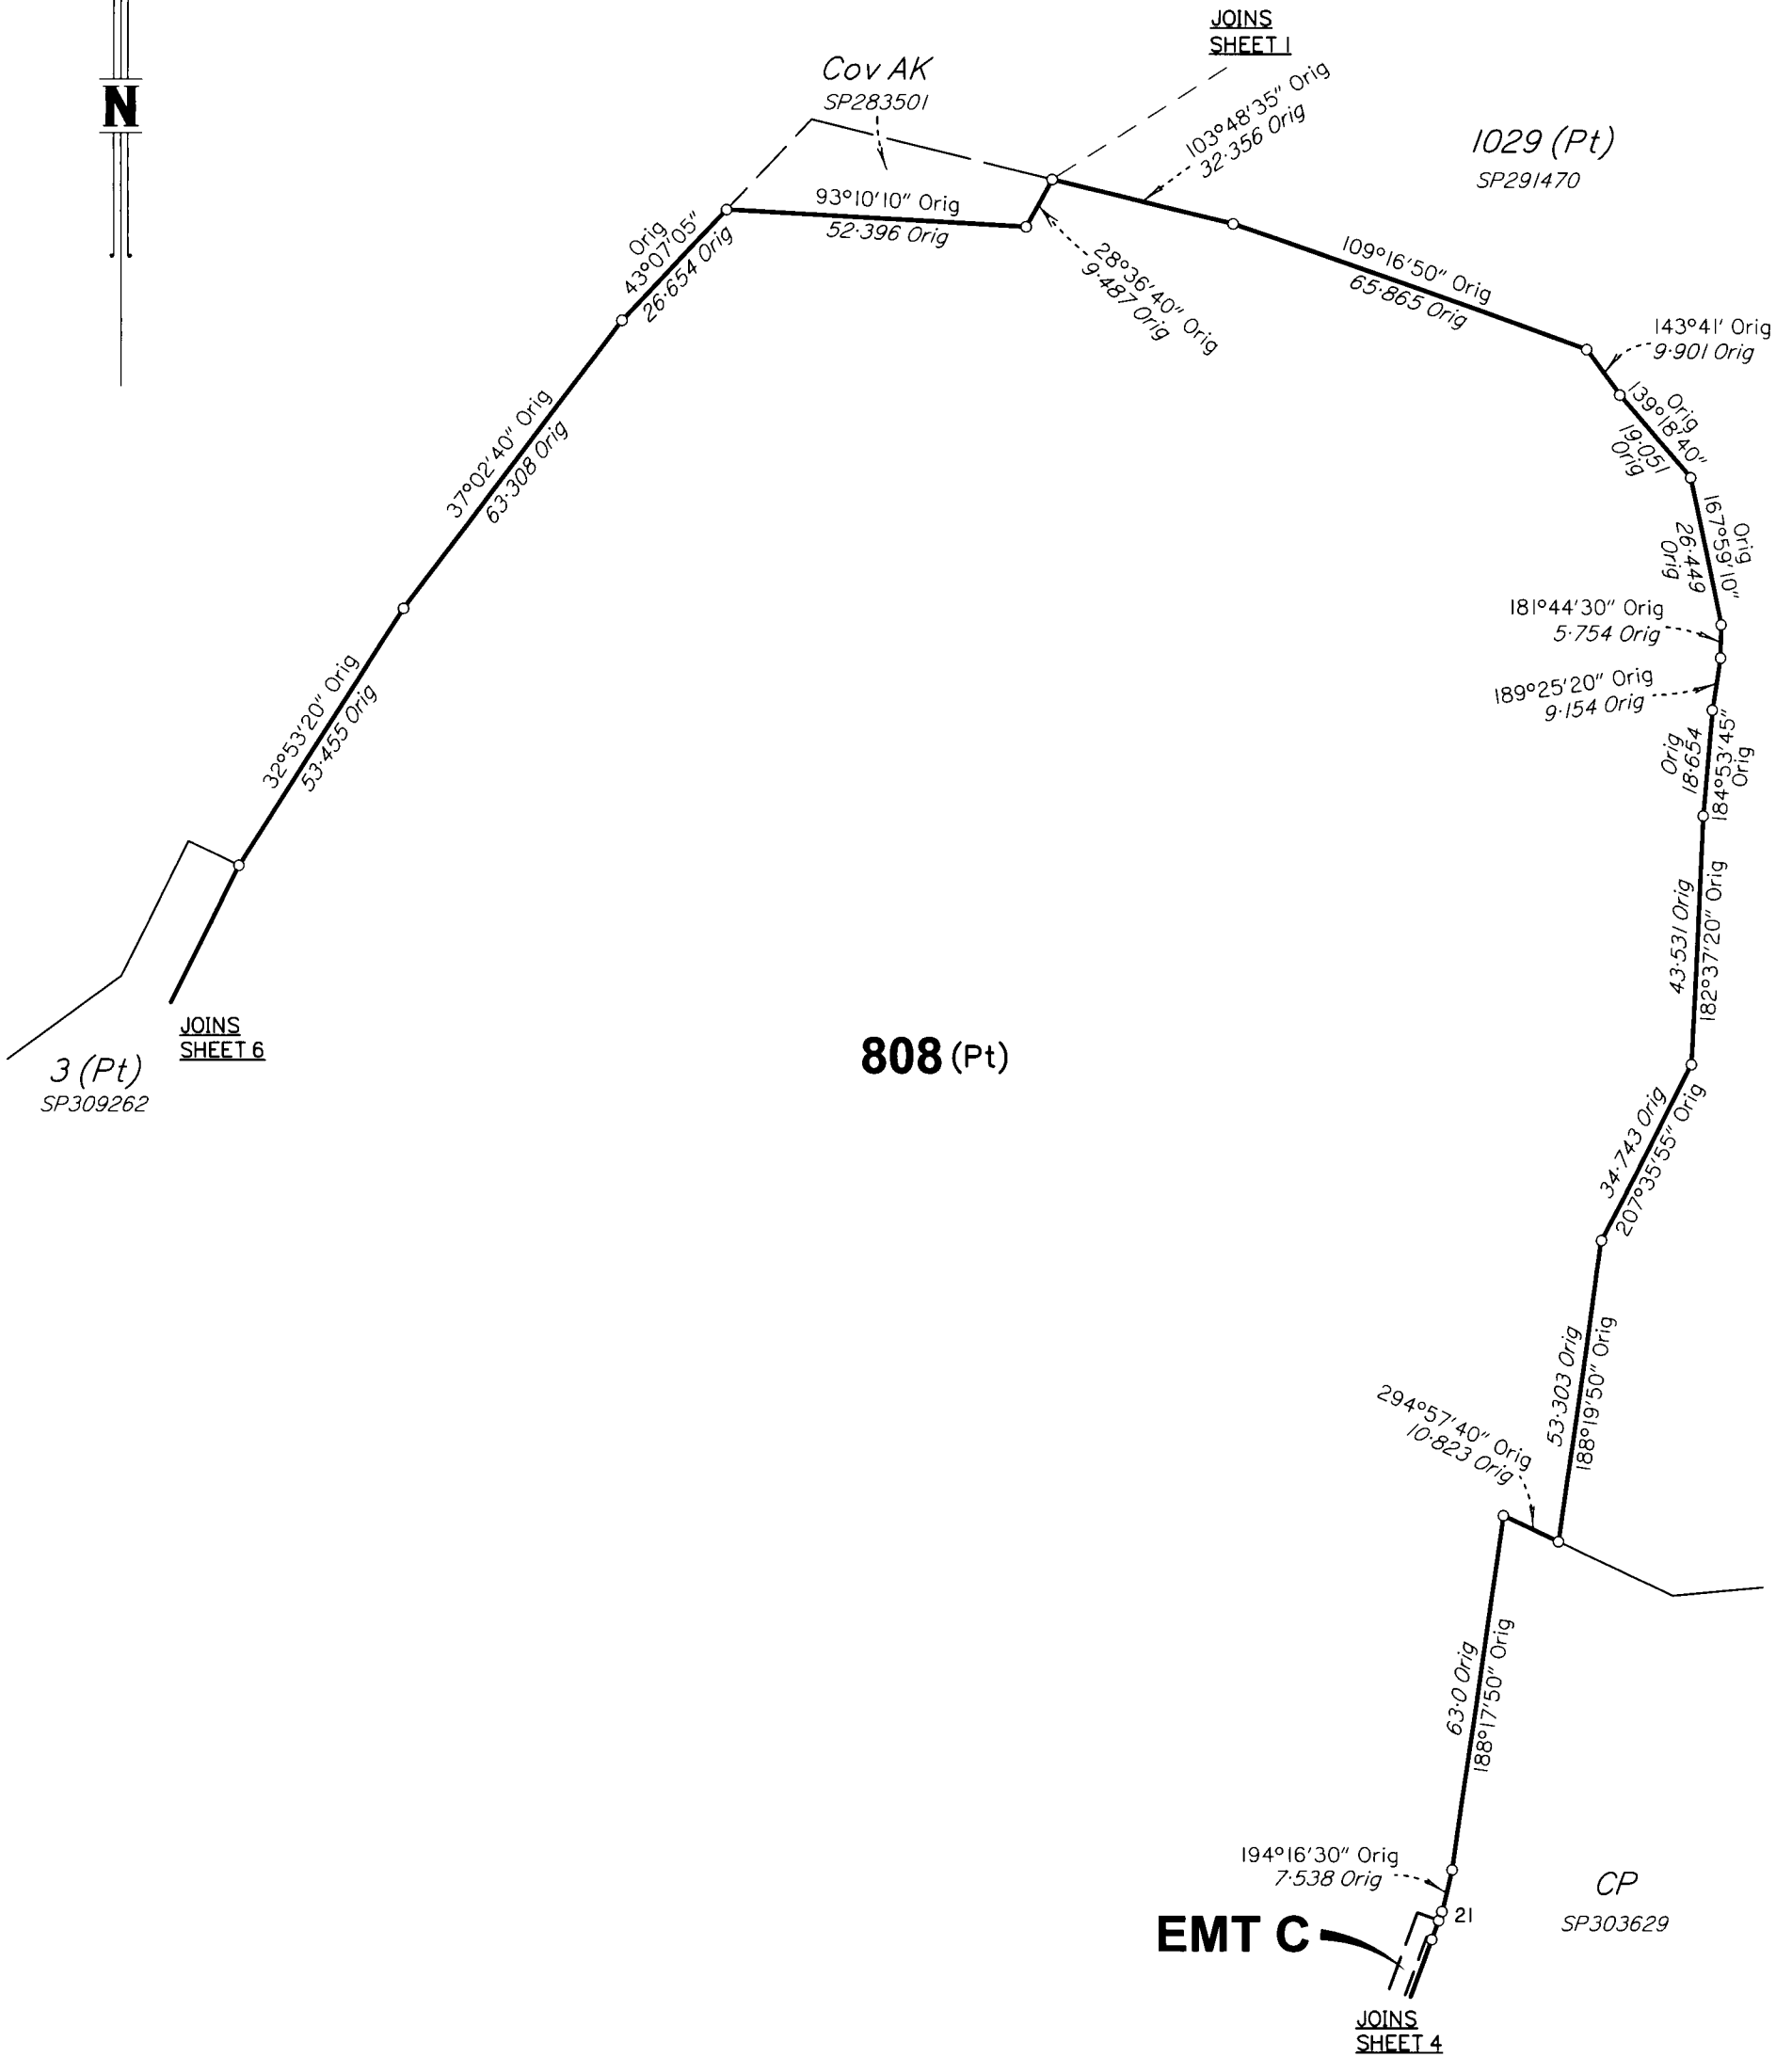 N
JOINS
SHEET 1
Cov AK
SP283501
103°48'35" Orig
32·356 Orig
1029 (Pt)
SP291470
93°10'10" Orig
52·396 Orig
Orig
43°07'05"
26·654 Orig
28°36'40" Orig
9·487 Orig
109°16'50" Orig
65·865 Orig
143°41' Orig
9·901 Orig
Orig
139°18'40"
19·051
Orig
37°02'40" Orig
63·308 Orig
Orig
167°59'10"
26·449
Orig
181°44'30" Orig
5·754 Orig
189°25'20" Orig
9·154 Orig
32°53'20" Orig
53·455 Orig
Orig
18·654
184°53'45"
Orig
43·531 Orig
182°37'20" Orig
JOINS
SHEET 6
3 (Pt)
SP309262
808 (Pt)
34·743 Orig
207°35'55" Orig
53·303 Orig
188°19'50" Orig
294°57'40" Orig
10·823 Orig
63·0 Orig
188°17'50" Orig
194°16'30" Orig
7·538 Orig
21
CP
SP303629
EMT C
JOINS
SHEET 4